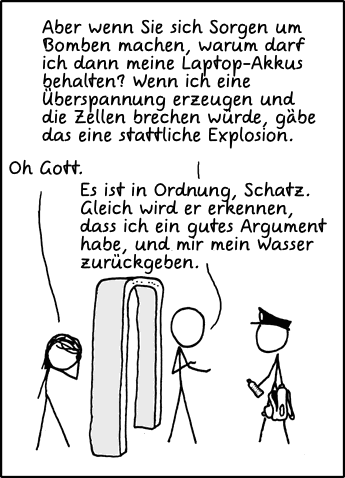 Aber wenn Sie sich Sorgen um
Bomben machen, warum darf
ich dann meine Laptop-Akkus
behalten? Wenn ich eine
Überspannung erzeugen und
die Zellen brechen würde, gäbe
das eine stattliche Explosion.
Oh Gott.
Es ist in Ordnung, Schatz.
Gleich wird er erkennen,
dass ich ein gutes Argument
habe, und mir mein Wasser
zurückgeben.